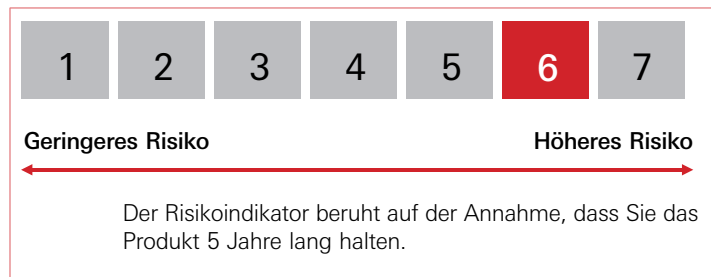 1 2 3 4 5 6 7
Geringeres Risiko Höheres Risiko
Der Risikoindikator beruht auf der Annahme, dass Sie das
Produkt 5 Jahre lang halten.